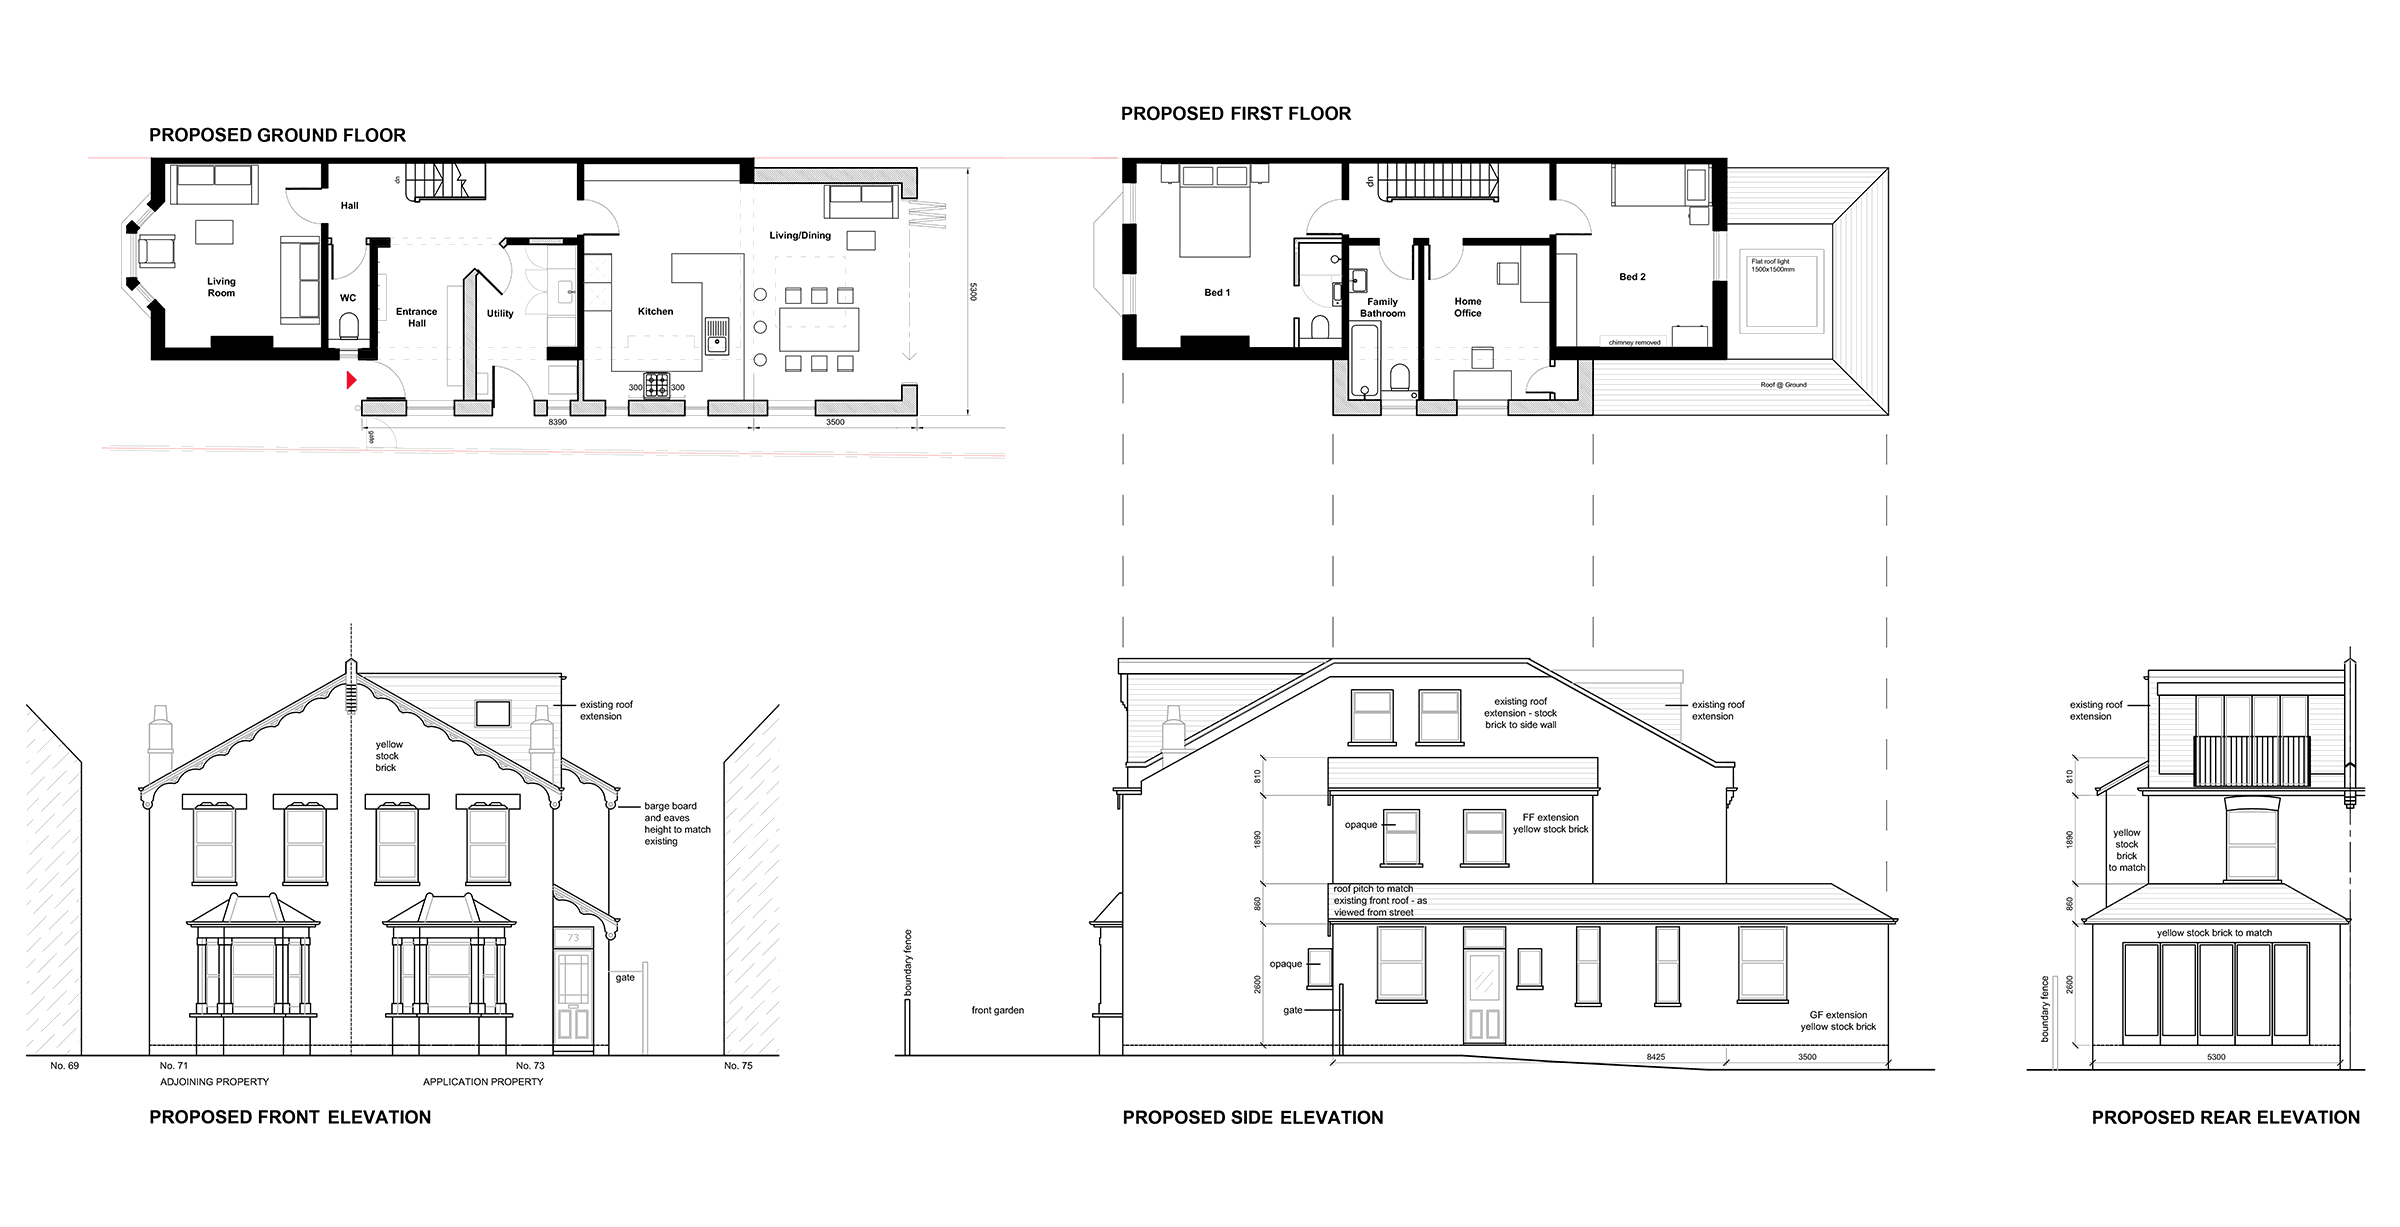 PROPOSED GROUND FLOOR
dn
Hall
Living
Room
WC
Entrance
Hall
Utility
Kitchen
Living/Dining
5300
300
300
8390
3500
gate
PROPOSED FIRST FLOOR
up
Bed 1
Family
Bathroom
Home
Office
Bed 2
chimney removed
Flat roof light
1500x1500mm
Roof @ Ground
existing roof
extension
yellow
stock
brick
barge board
and eaves
height to match
existing
73
gate
No. 69
No. 71
No. 73
No. 75
ADJOINING PROPERTY
APPLICATION PROPERTY
PROPOSED FRONT ELEVATION
boundary fence
front garden
810
1890
860
2600
existing roof
extension - stock
brick to side wall
existing roof
extension
opaque
FF extension
yellow stock brick
roof pitch to match
existing front roof - as
viewed from street
opaque
gate
GF extension
yellow stock brick
8425
3500
PROPOSED SIDE ELEVATION
existing roof
extension
810
1890
860
2600
yellow
stock
brick
to match
yellow stock brick to match
boundary fence
5300
PROPOSED REAR ELEVATION